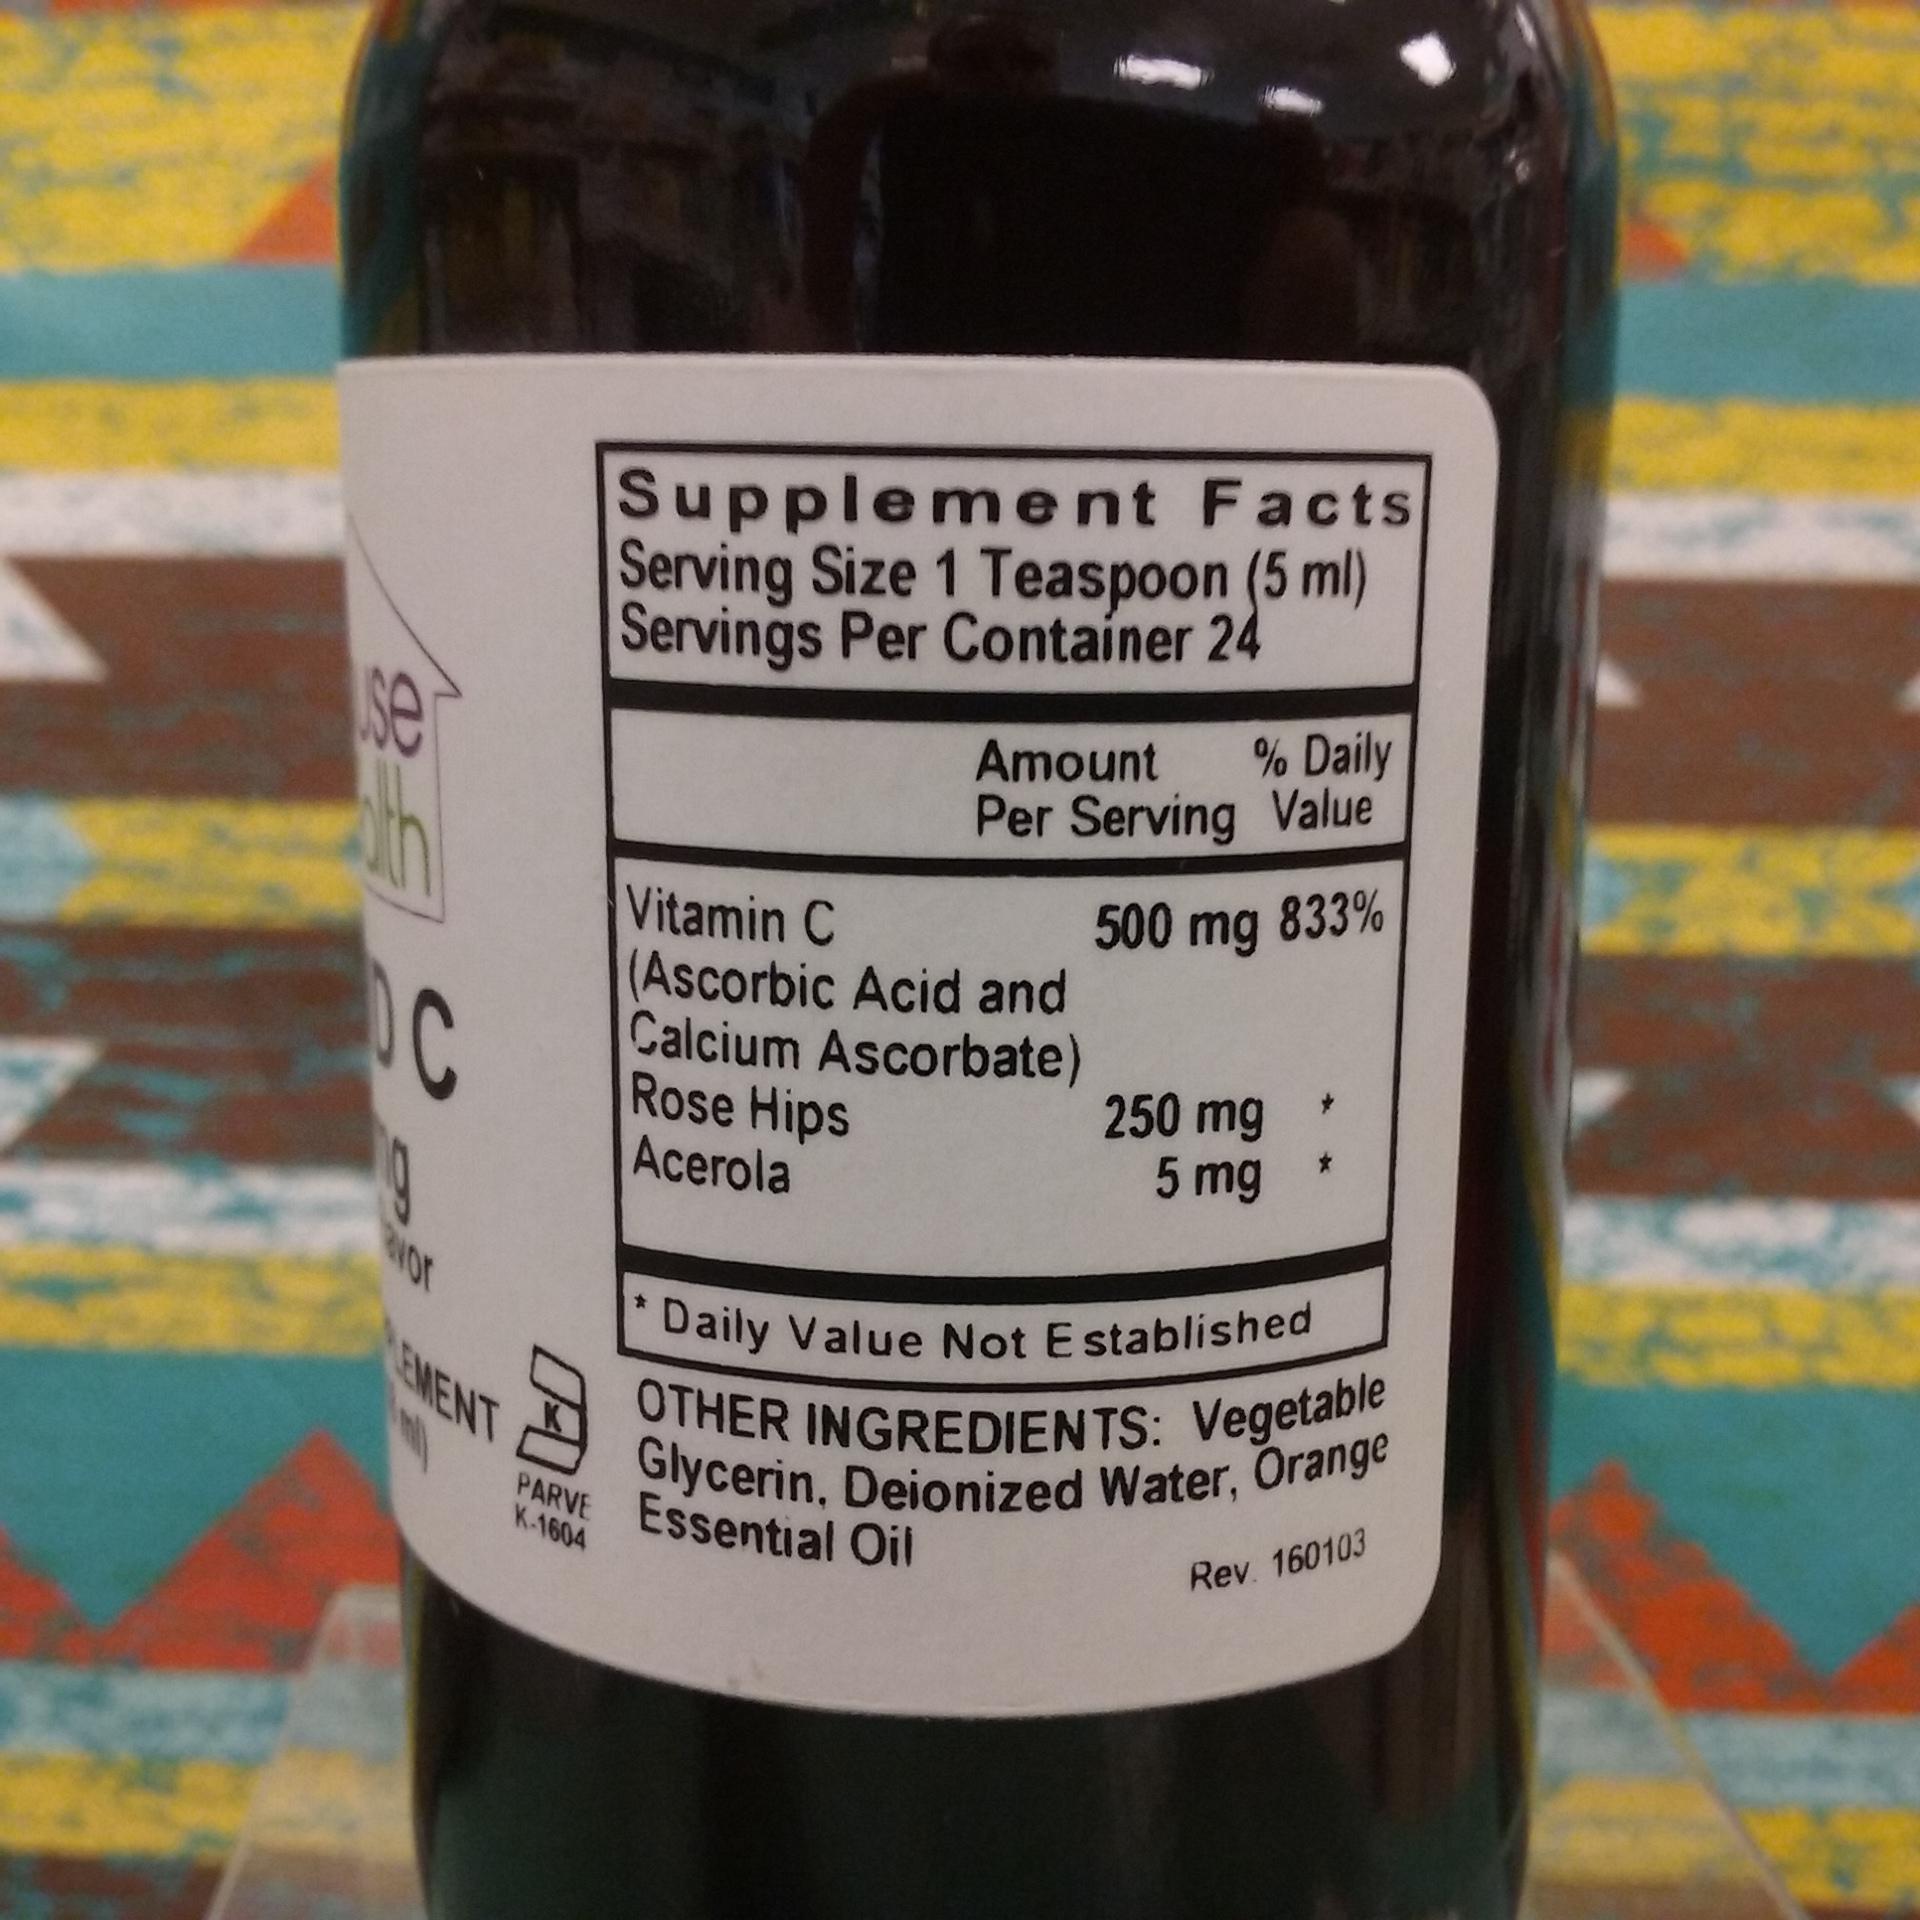 Supplement Facts
Serving Size 1 Teaspoon (5 ml)
Servings Per Container 24
Amount % Daily
Per Serving Value
Vitamin C 500 mg 833%
(Ascorbic Acid and
Calcium Ascorbate)
Rose Hips 250 mg *
Acerola 5 mg *
* Daily Value Not Established
OTHER INGREDIENTS: Vegetable
Glycerin, Deionized Water, Orange
Essential Oil
Rev. 160103
C
K
PARVE
K-1604
ml)